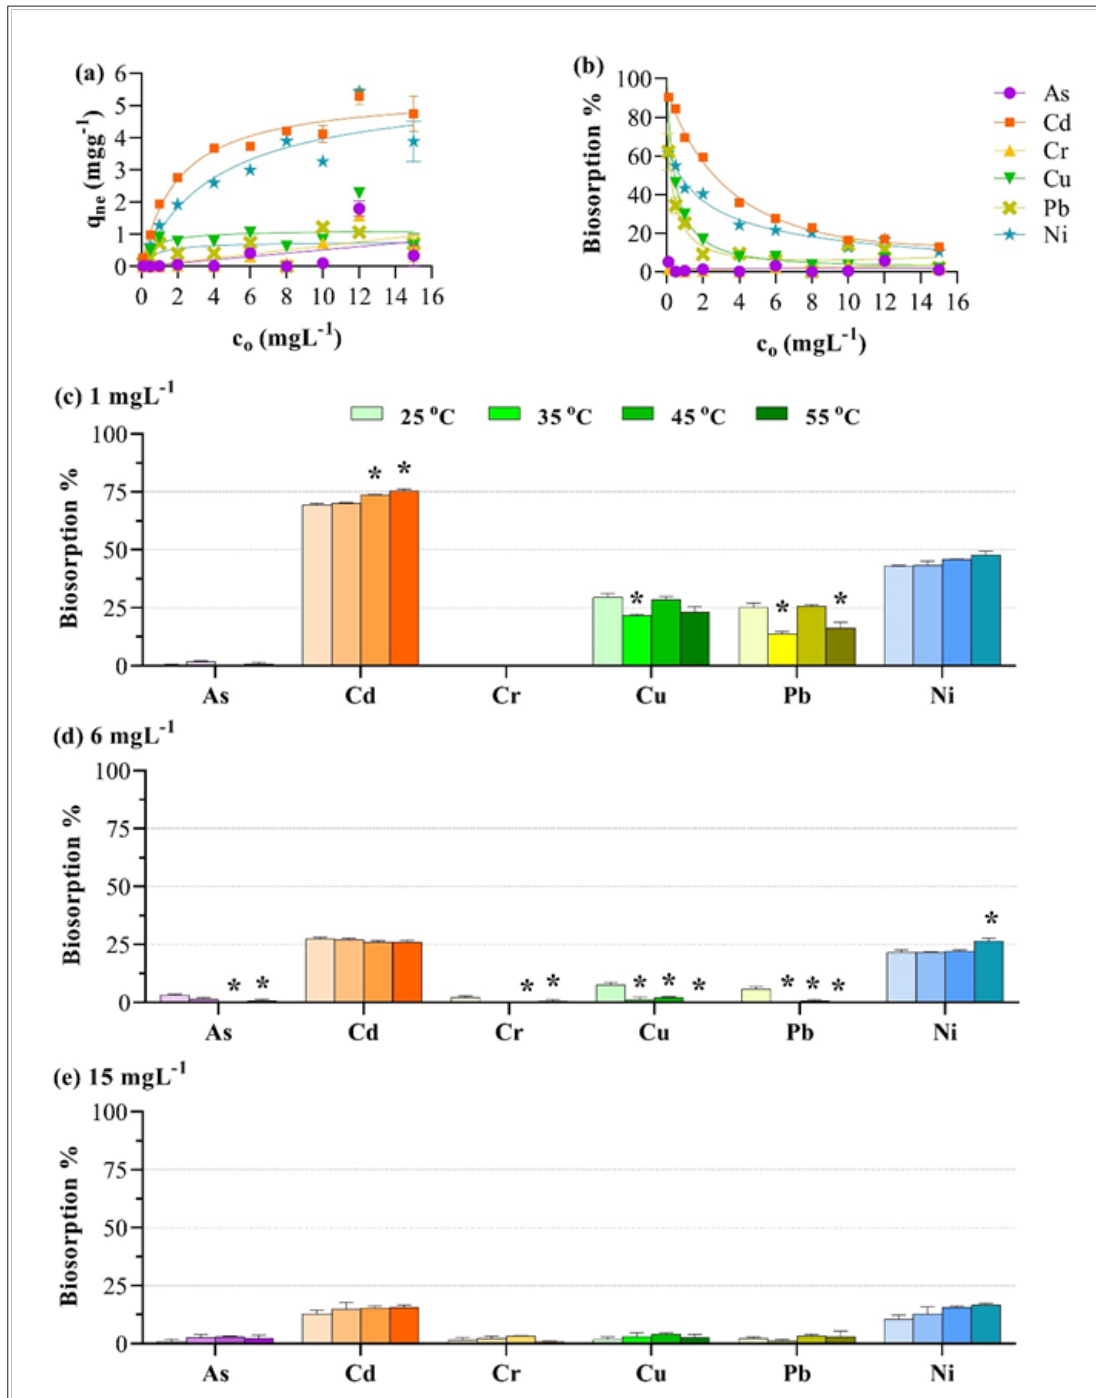 (a)
6
5
4
3
2
1
0
qne (mgg-1)
0 2 4 6 8 10 12 14 16
co (mgL-1)
(b)
100
80
60
40
20
0
Biosorption %
0 2 4 6 8 10 12 14 16
co (mgL-1)
As
Cd
Cr
Cu
Pb
Ni
(c) 1 mgL-1
25 oC 35 oC 45 oC 55 oC
100
75
50
25
0
Biosorption %
* *
*
* *
As Cd Cr Cu Pb Ni
(d) 6 mgL-1
100
75
50
25
0
Biosorption %
* * * * * * * * * * *
As Cd Cr Cu Pb Ni
(e) 15 mgL-1
100
75
50
25
0
Biosorption %
As Cd Cr Cu Pb Ni